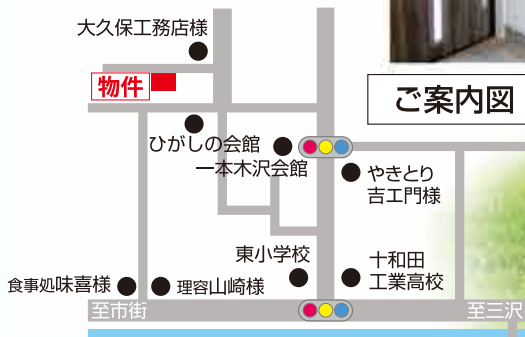 大久保工務店様
物件
ご案内図
ひがしの会館
一本木沢会館
やきとり
吉エ門様
東小学校
十和田
工業高校
食事処味喜様
理容山崎様
至市街
至三沢